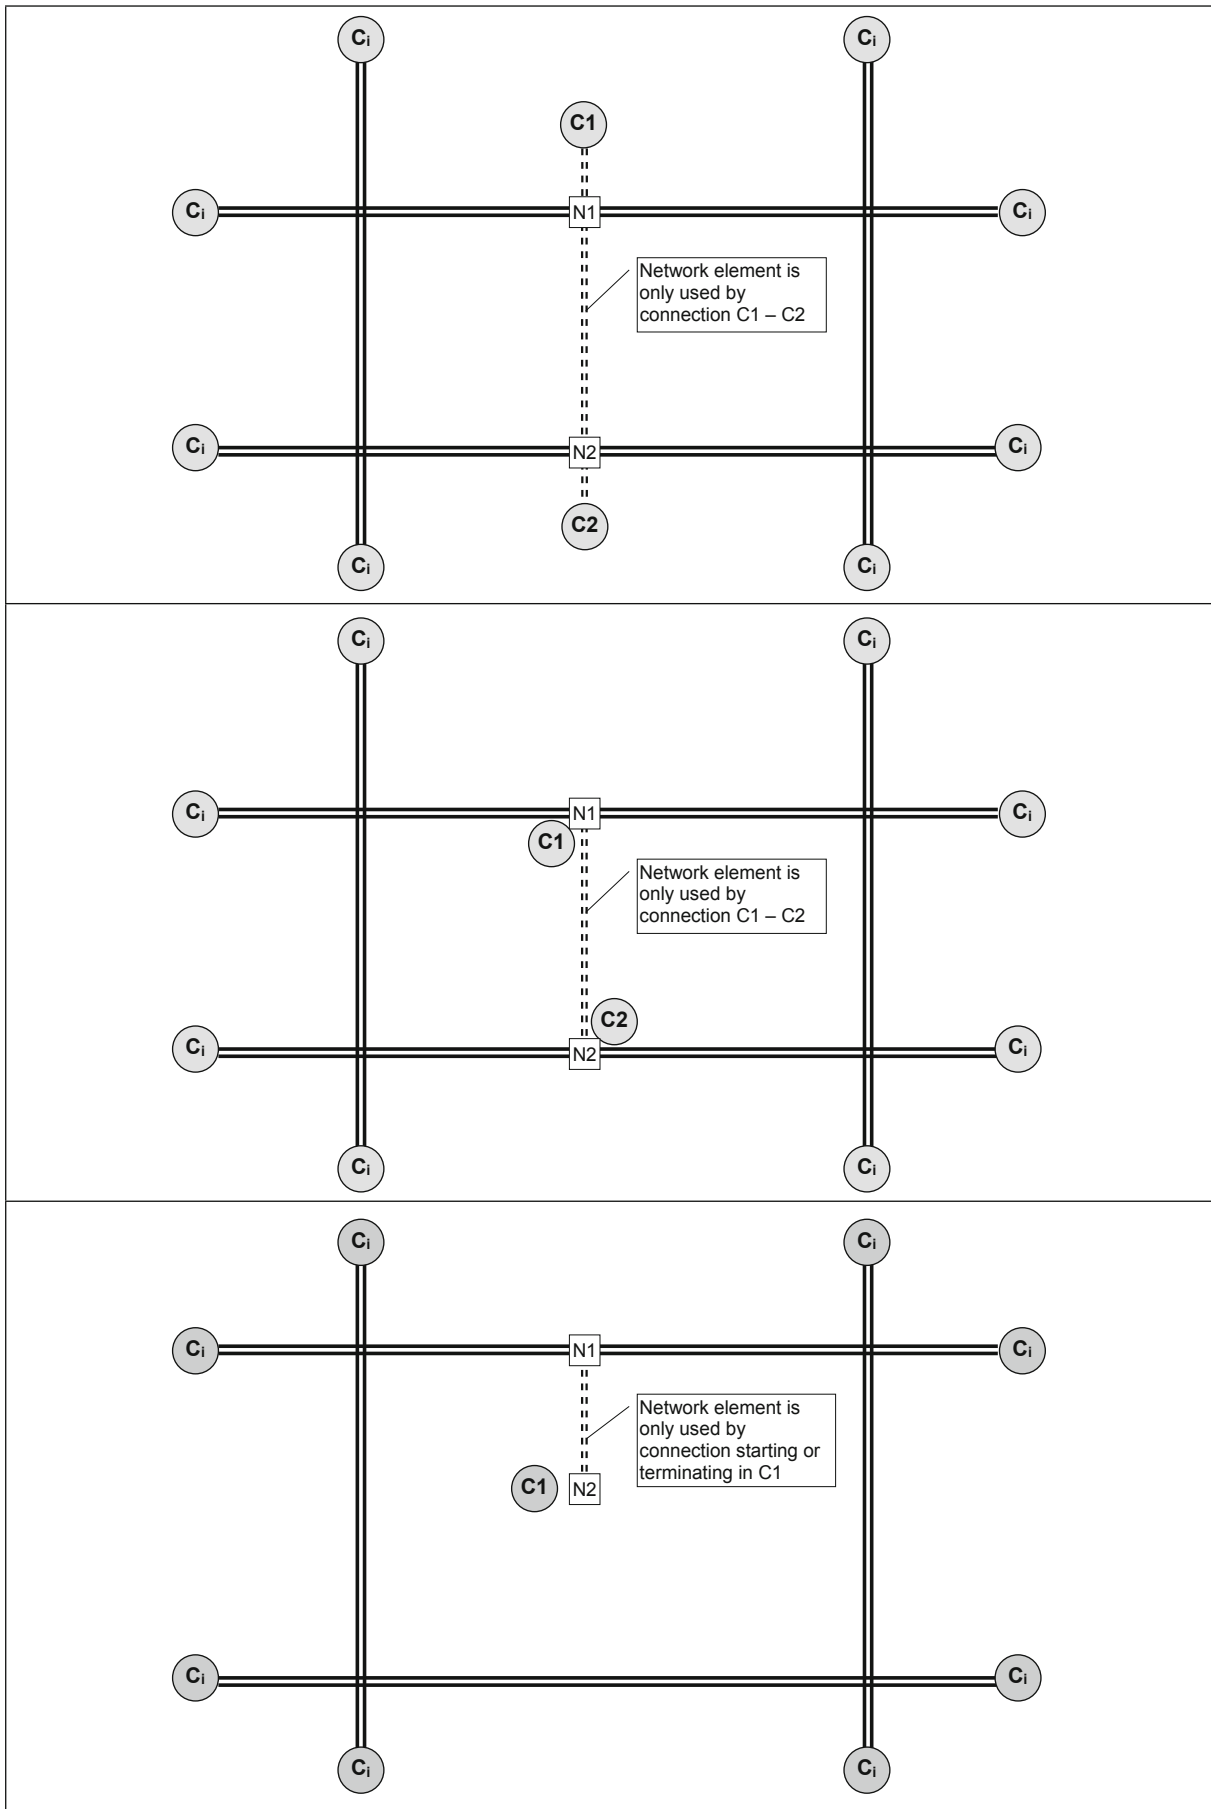 Ci
Ci
C1
Ci
N1
Ci
Network element is
only used by
connection C1 – C2
Ci
N2
Ci
C2
Ci
Ci
Ci
Ci
Ci
N1
Ci
C1
Network element is
only used by
connection C1 – C2
C2
Ci
N2
Ci
Ci
Ci
Ci
Ci
Ci
N1
Ci
Network element is
only used by
connection starting or
terminating in C1
C1
N2
Ci
Ci
Ci
Ci